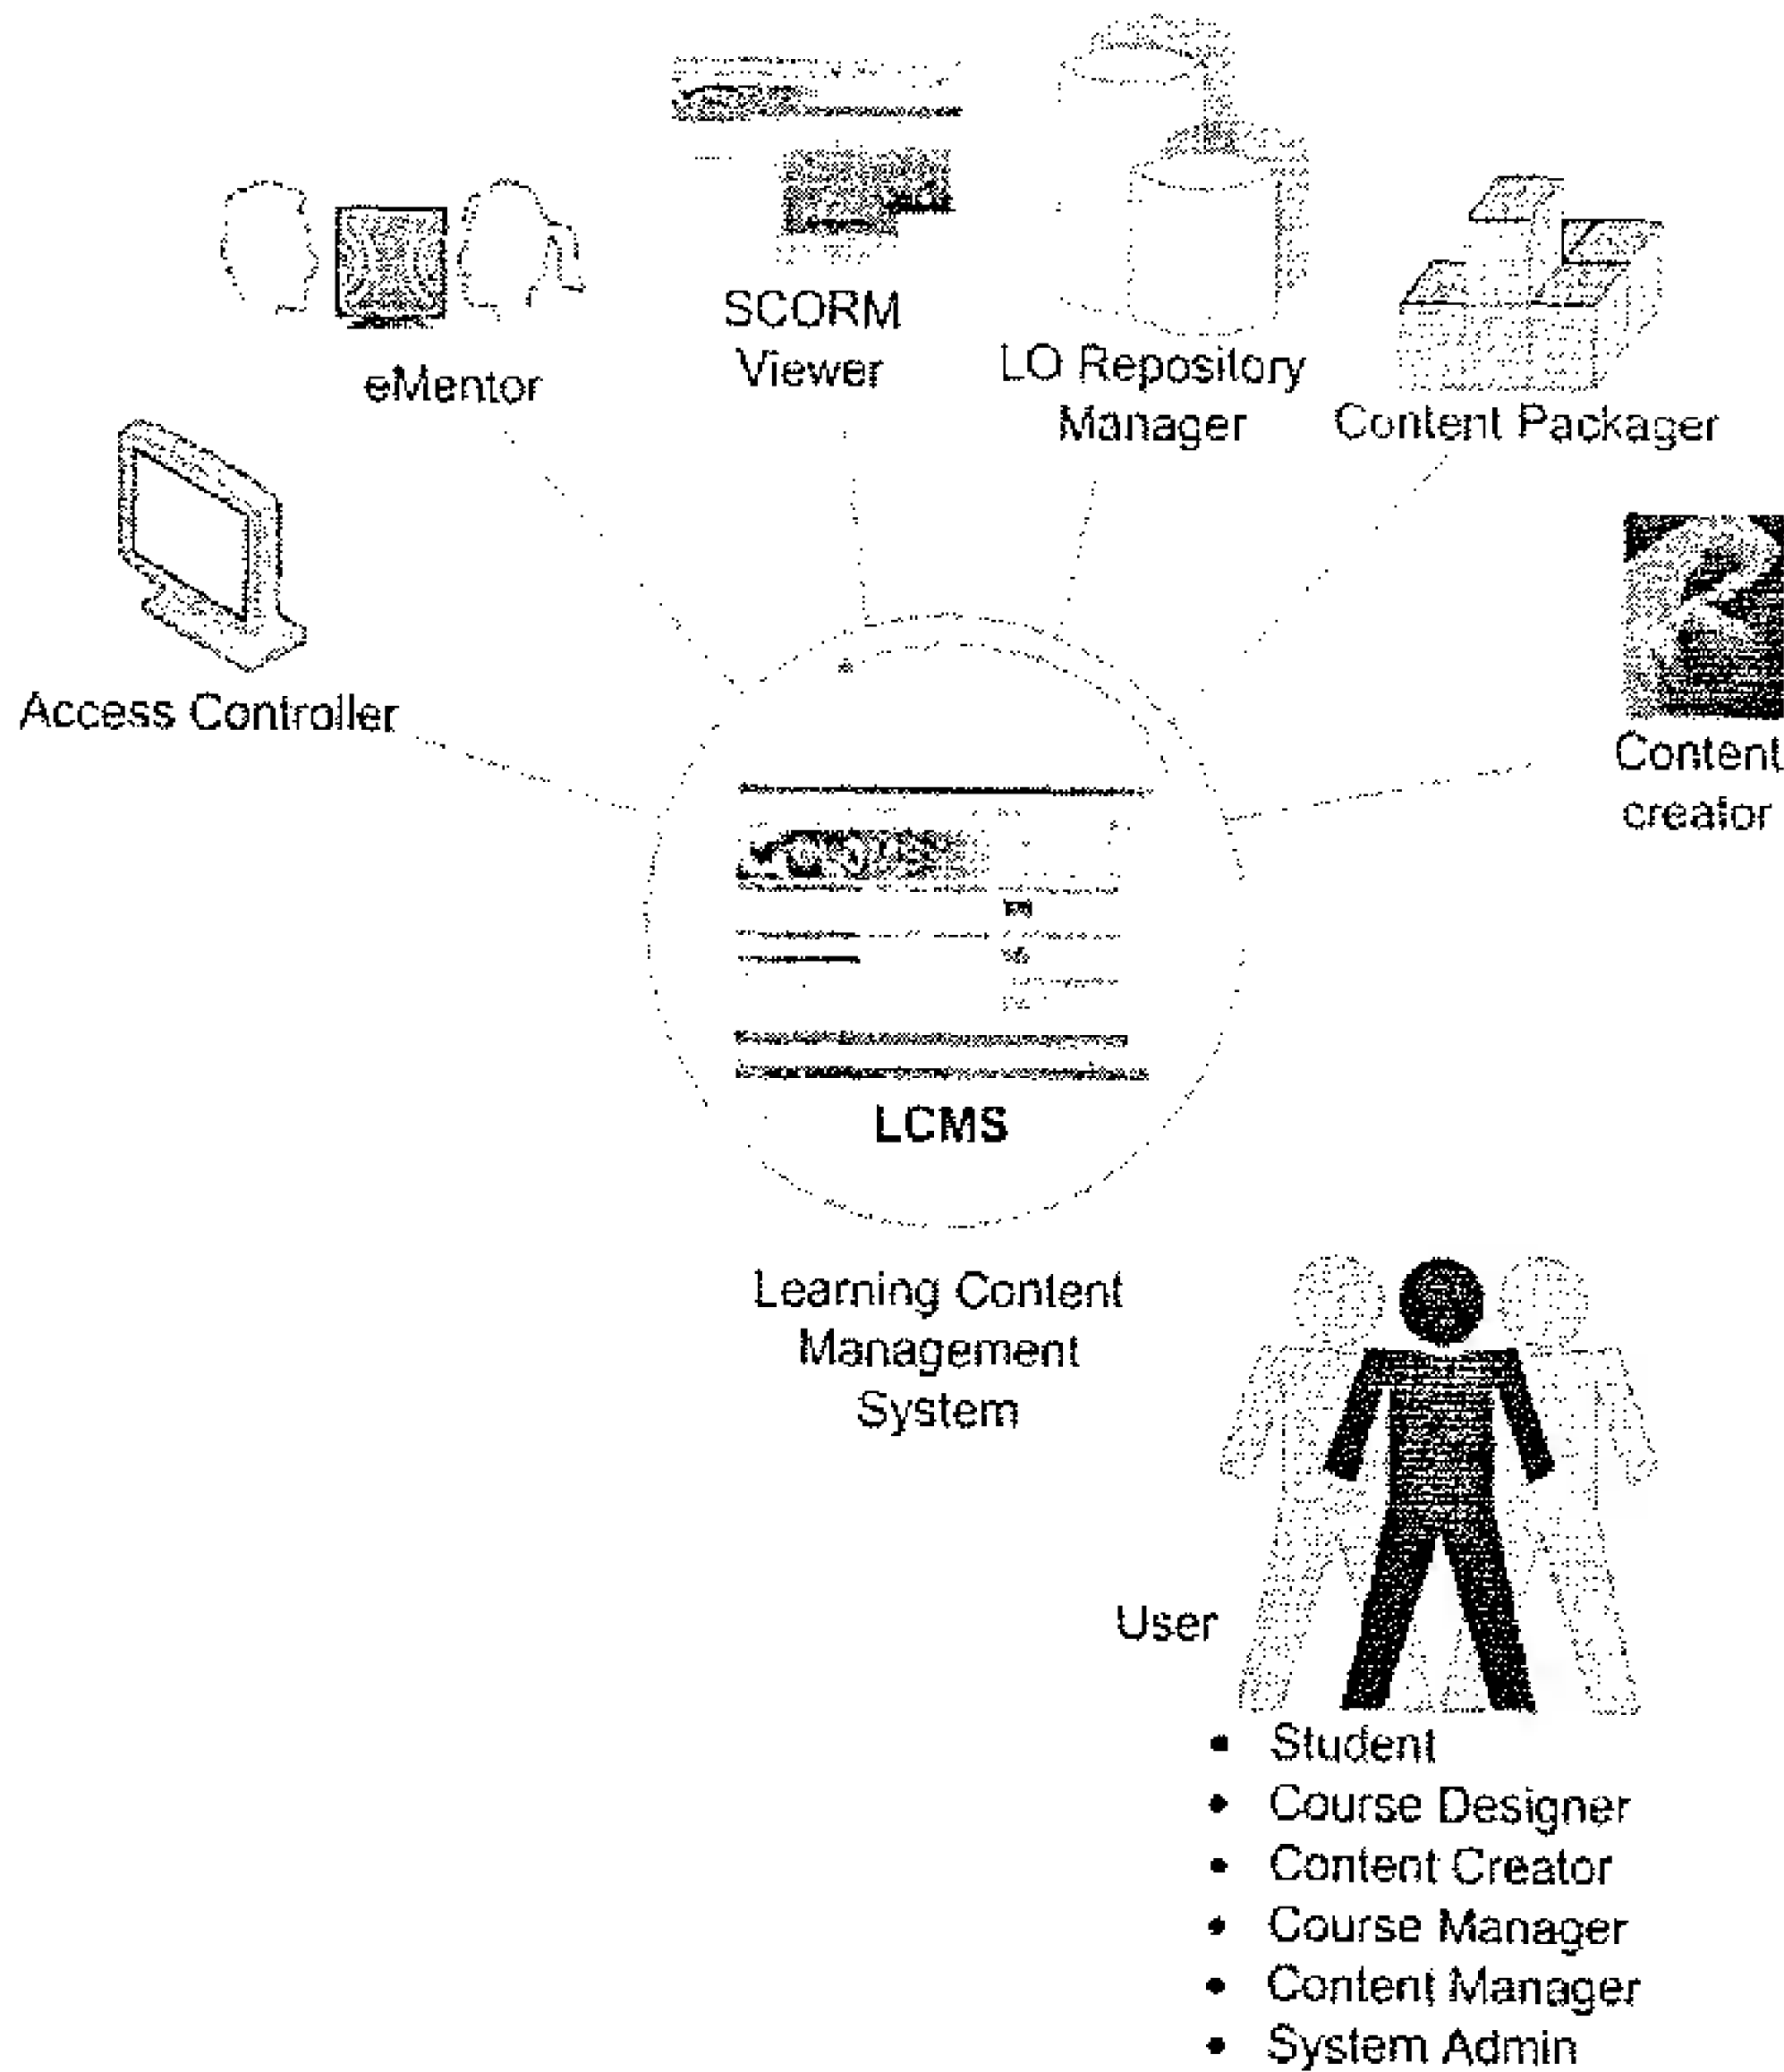 SCORM
Viewer
LO Repository
Manager
eMentor
Content Packager
Access Controller
Content
creator
LCMS
Learning Content
Management
System
User
• Student
• Course Designer
• Content Creator
• Course Manager
• Content Manager
• System Admin